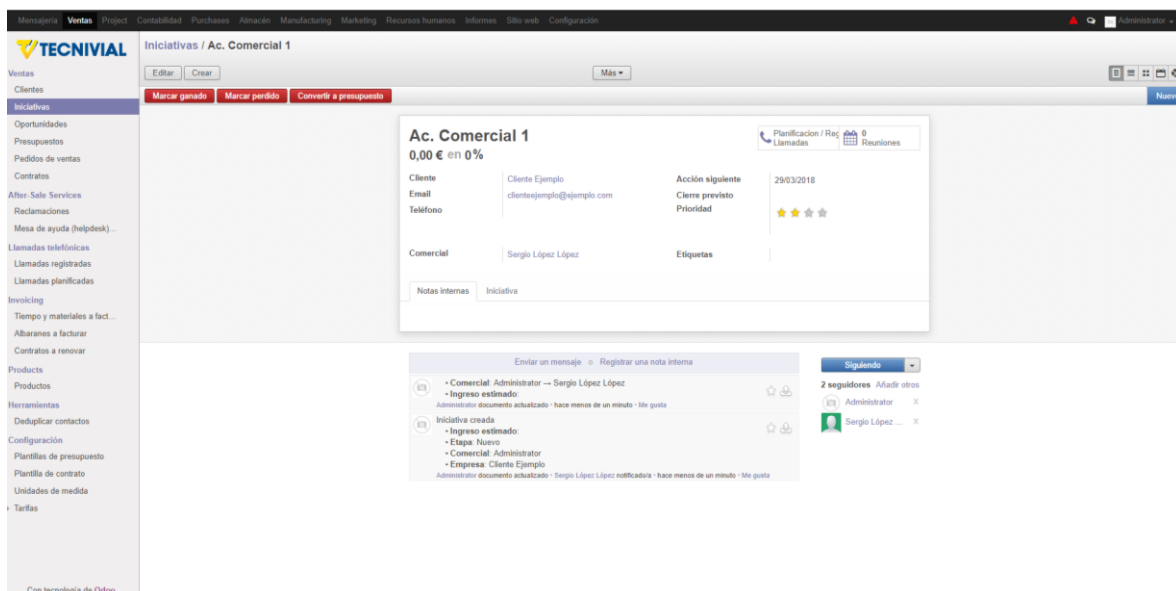 Mensajería Ventas Project Contabilidad Purchases Almacén Manufacturing Marketing Recursos humanos Informes Sitio web Configuración Administrator
TECNIVIAL
Iniciativas / Ac. Comercial 1
Editar Crear Más
Marcar ganado Marcar perdido Convertir a presupuesto
Ventas
Clientes
Iniciativas
Oportunidades
Presupuestos
Pedidos de ventas
Contratos
After-Sale Services
Reclamaciones
Mesa de ayuda (helpdesk)...
Llamadas telefónicas
Llamadas registradas
Llamadas planificadas
Invoicing
Tiempo y materiales a fact...
Albaranes a facturar
Contratos a renovar
Products
Productos
Herramientas
Deduplicar contactos
Configuración
Plantillas de presupuesto
Plantilla de contrato
Unidades de medida
Tarifas
Con tecnología de Odoo
Ac. Comercial 1
0,00 € en 0%
Planificacion / Reg
Llamadas
0
Reuniones
Cliente Cliente Ejemplo
Email clienteejemplo@ejemplo.com
Teléfono
Acción siguiente 29/03/2018
Cierre previsto
Prioridad
Comercial Sergio López López
Etiquetas
Notas internas Iniciativa
Enviar un mensaje o Registrar una nota interna
• Comercial: Administrator → Sergio López López
• Ingreso estimado:
Administrator documento actualizado • hace menos de un minuto • Me gusta
Iniciativa creada
• Ingreso estimado:
• Etapa: Nuevo
• Comercial: Administrator
• Empresa: Cliente Ejemplo
Administrator documento actualizado • Sergio López López notificado/a • hace menos de un minuto • Me gusta
Siguiendo
2 seguidores Añadir otros
Administrator X
Sergio López ... X